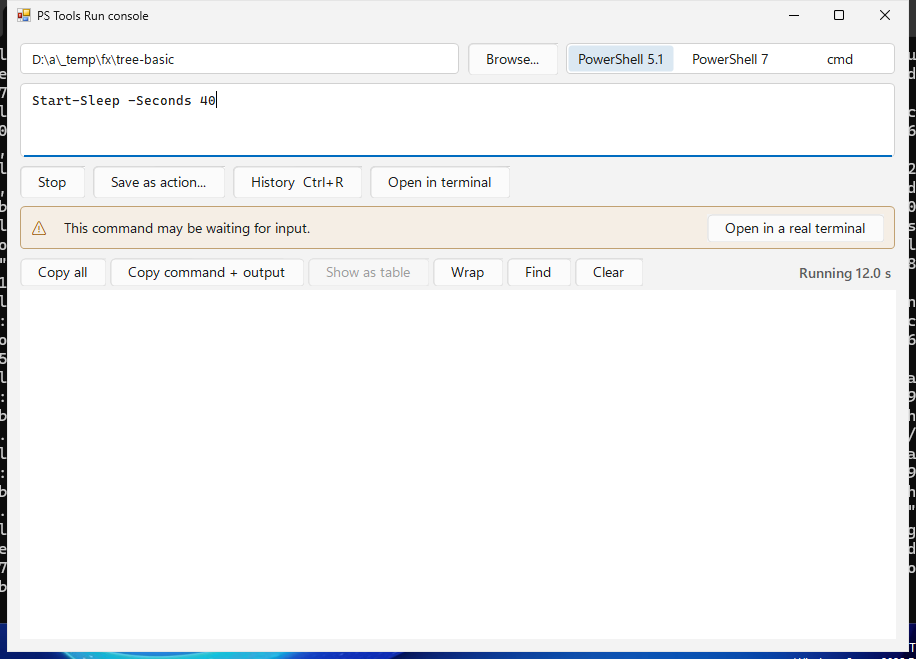 PS Tools Run console
D:\a\_temp\fx\tree-basic Browse... PowerShell 5.1 PowerShell 7 cmd
Start-Sleep -Seconds 40
Stop Save as action... History Ctrl+R Open in terminal
This command may be waiting for input. Open in a real terminal
Copy all Copy command + output Show as table Wrap Find Clear Running 12.0 s